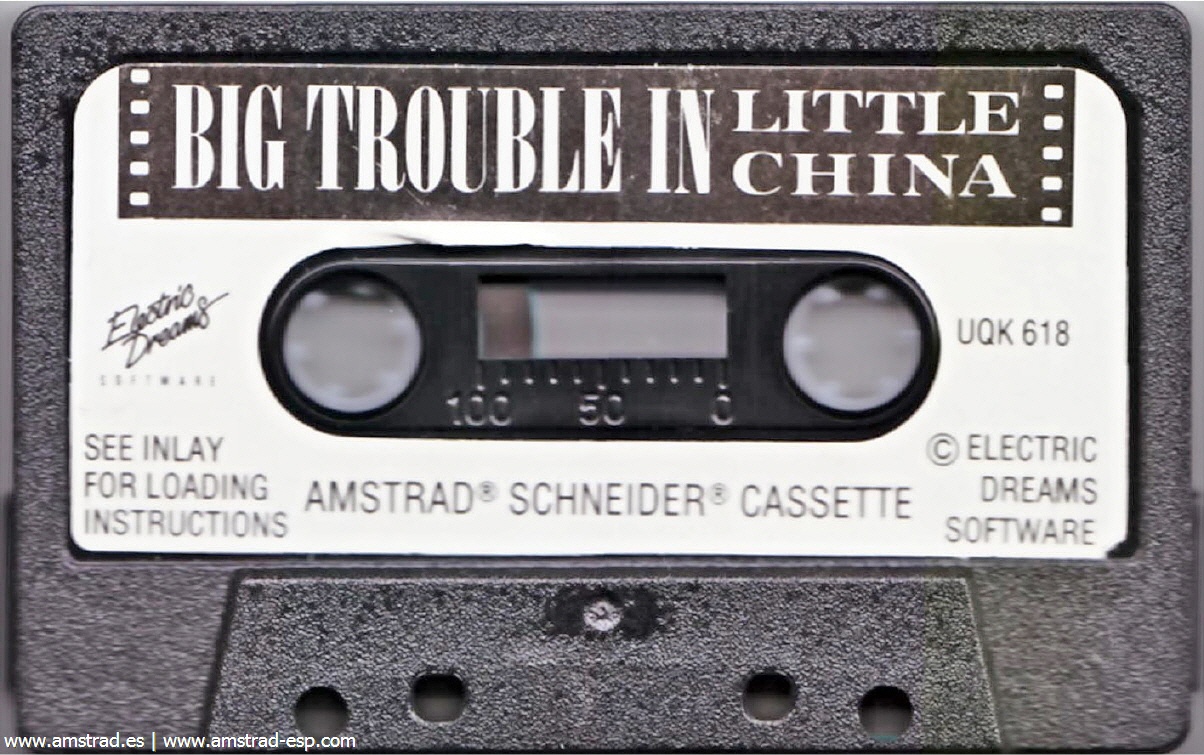 BIG TROUBLE IN LITTLE CHINA
Electric
Dreams
SOFTWARE
UQK 618
100 50 0
SEE INLAY
FOR LOADING
INSTRUCTIONS
AMSTRAD® SCHNEIDER® CASSETTE
© ELECTRIC
DREAMS
SOFTWARE
www.amstrad.es | www.amstrad-esp.com